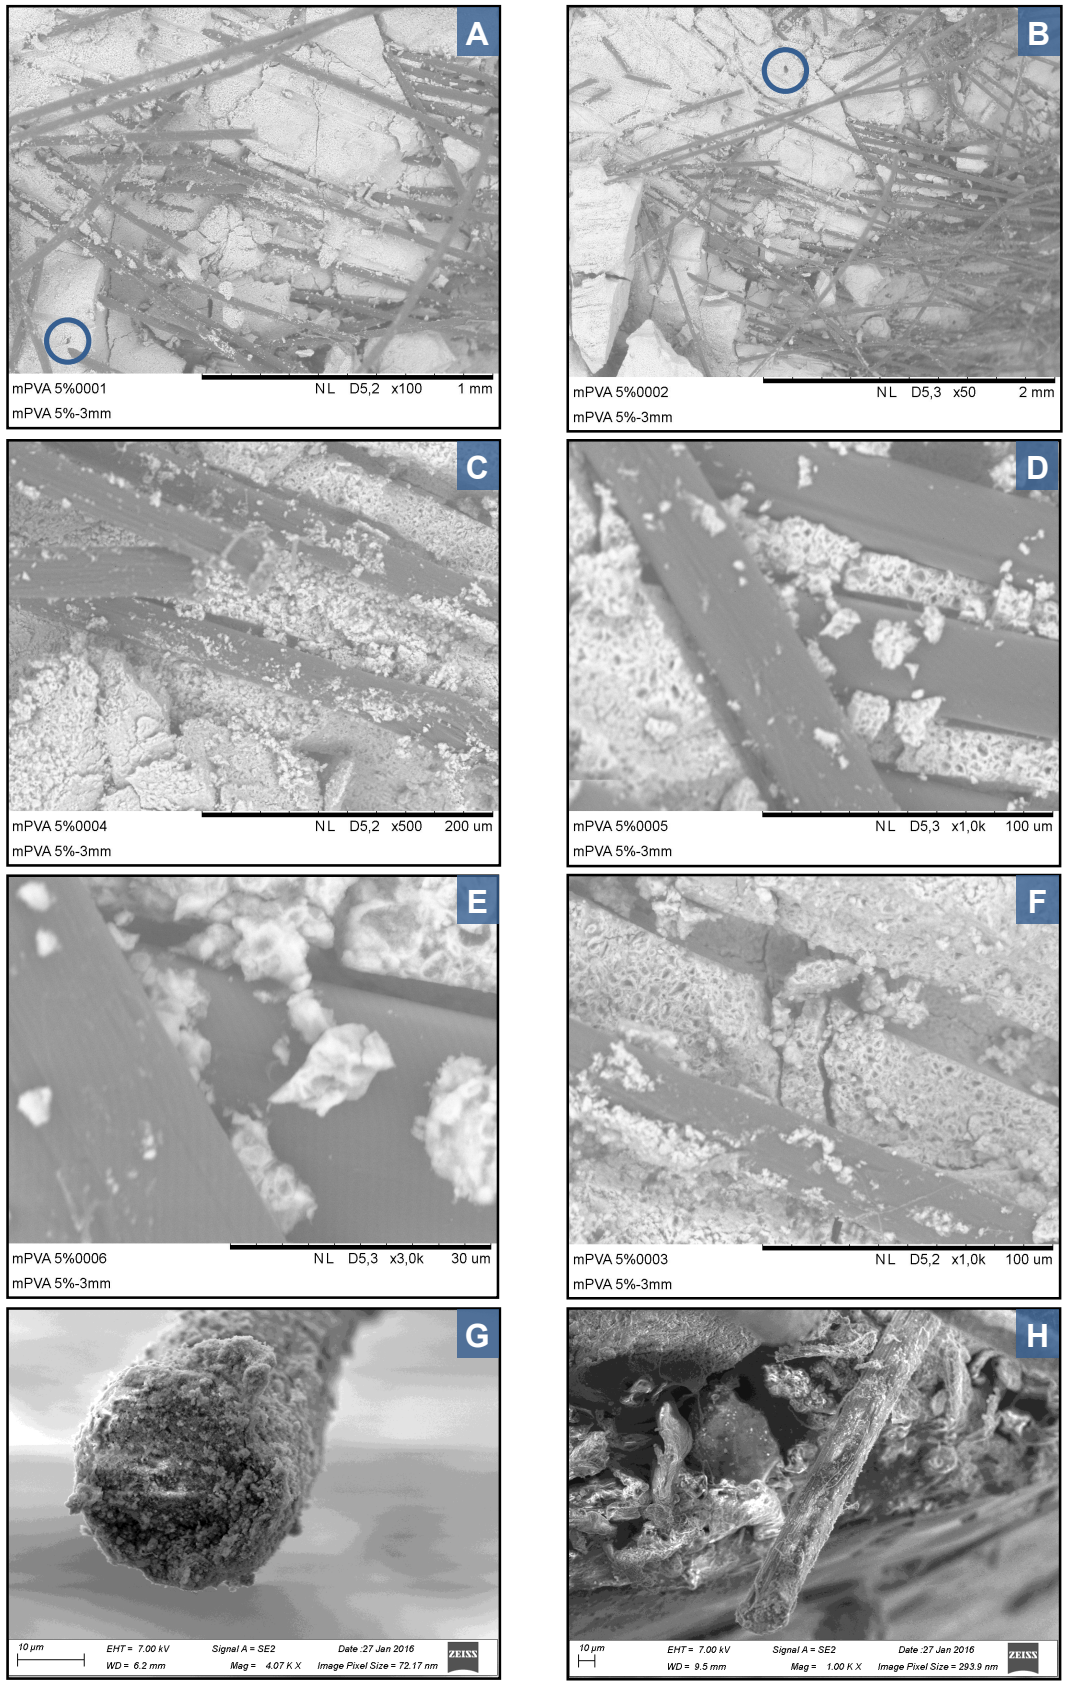 A
mPVA 5%0001 NL D5,2 x100 1 mm
mPVA 5%-3mm
B
mPVA 5%0002 NL D5,3 x50 2 mm
mPVA 5%-3mm
C
mPVA 5%0004 NL D5,2 x500 200 um
mPVA 5%-3mm
D
mPVA 5%0005 NL D5,3 x1,0k 100 um
mPVA 5%-3mm
E
mPVA 5%0006 NL D5,3 x3,0k 30 um
mPVA 5%-3mm
F
mPVA 5%0003 NL D5,2 x1,0k 100 um
mPVA 5%-3mm
G
10 µm EHT = 7.00 kV Signal A = SE2 Date :27 Jan 2016 ZEISS
WD = 6.2 mm Mag = 4.07 K X Image Pixel Size = 72.17 nm
H
10 µm EHT = 7.00 kV Signal A = SE2 Date :27 Jan 2016 ZEISS
WD = 9.5 mm Mag = 1.00 K X Image Pixel Size = 293.9 nm